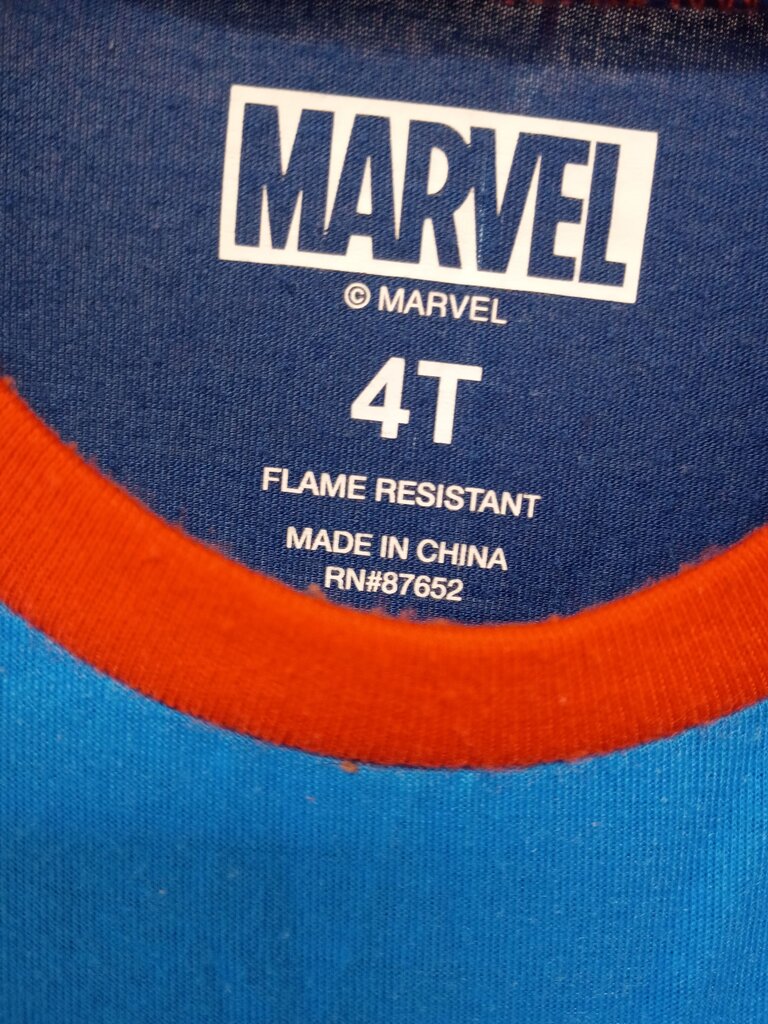 MARVEL
© MARVEL
4T
FLAME RESISTANT
MADE IN CHINA
RN#87652